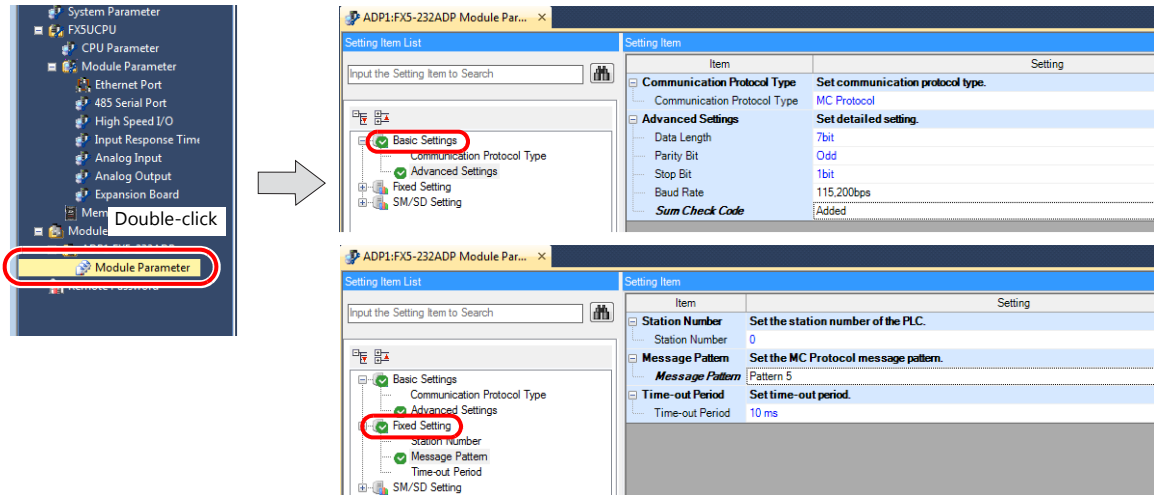 System Parameter
FX5UCPU
CPU Parameter
Module Parameter
Ethernet Port
485 Serial Port
High Speed I/O
Input Response Time
Analog Input
Analog Output
Expansion Board
Mem
Double-click
Module
ADP1:FX5-232ADP
Module Parameter
Remote Password
ADP1:FX5-232ADP Module Par... ×
Setting Item List
Input the Setting Item to Search
Basic Settings
Communication Protocol Type
Advanced Settings
Fixed Setting
SM/SD Setting
Setting Item
Item Setting
Communication Protocol Type Set communication protocol type.
Communication Protocol Type MC Protocol
Advanced Settings Set detailed setting.
Data Length 7bit
Parity Bit Odd
Stop Bit 1bit
Baud Rate 115,200bps
Sum Check Code Added
ADP1:FX5-232ADP Module Par... ×
Setting Item List
Input the Setting Item to Search
Basic Settings
Communication Protocol Type
Advanced Settings
Fixed Setting
Station Number
Message Pattern
Time-out Period
SM/SD Setting
Setting Item
Item Setting
Station Number Set the station number of the PLC.
Station Number 0
Message Pattern Set the MC Protocol message pattern.
Message Pattern Pattern 5
Time-out Period Set time-out period.
Time-out Period 10 ms